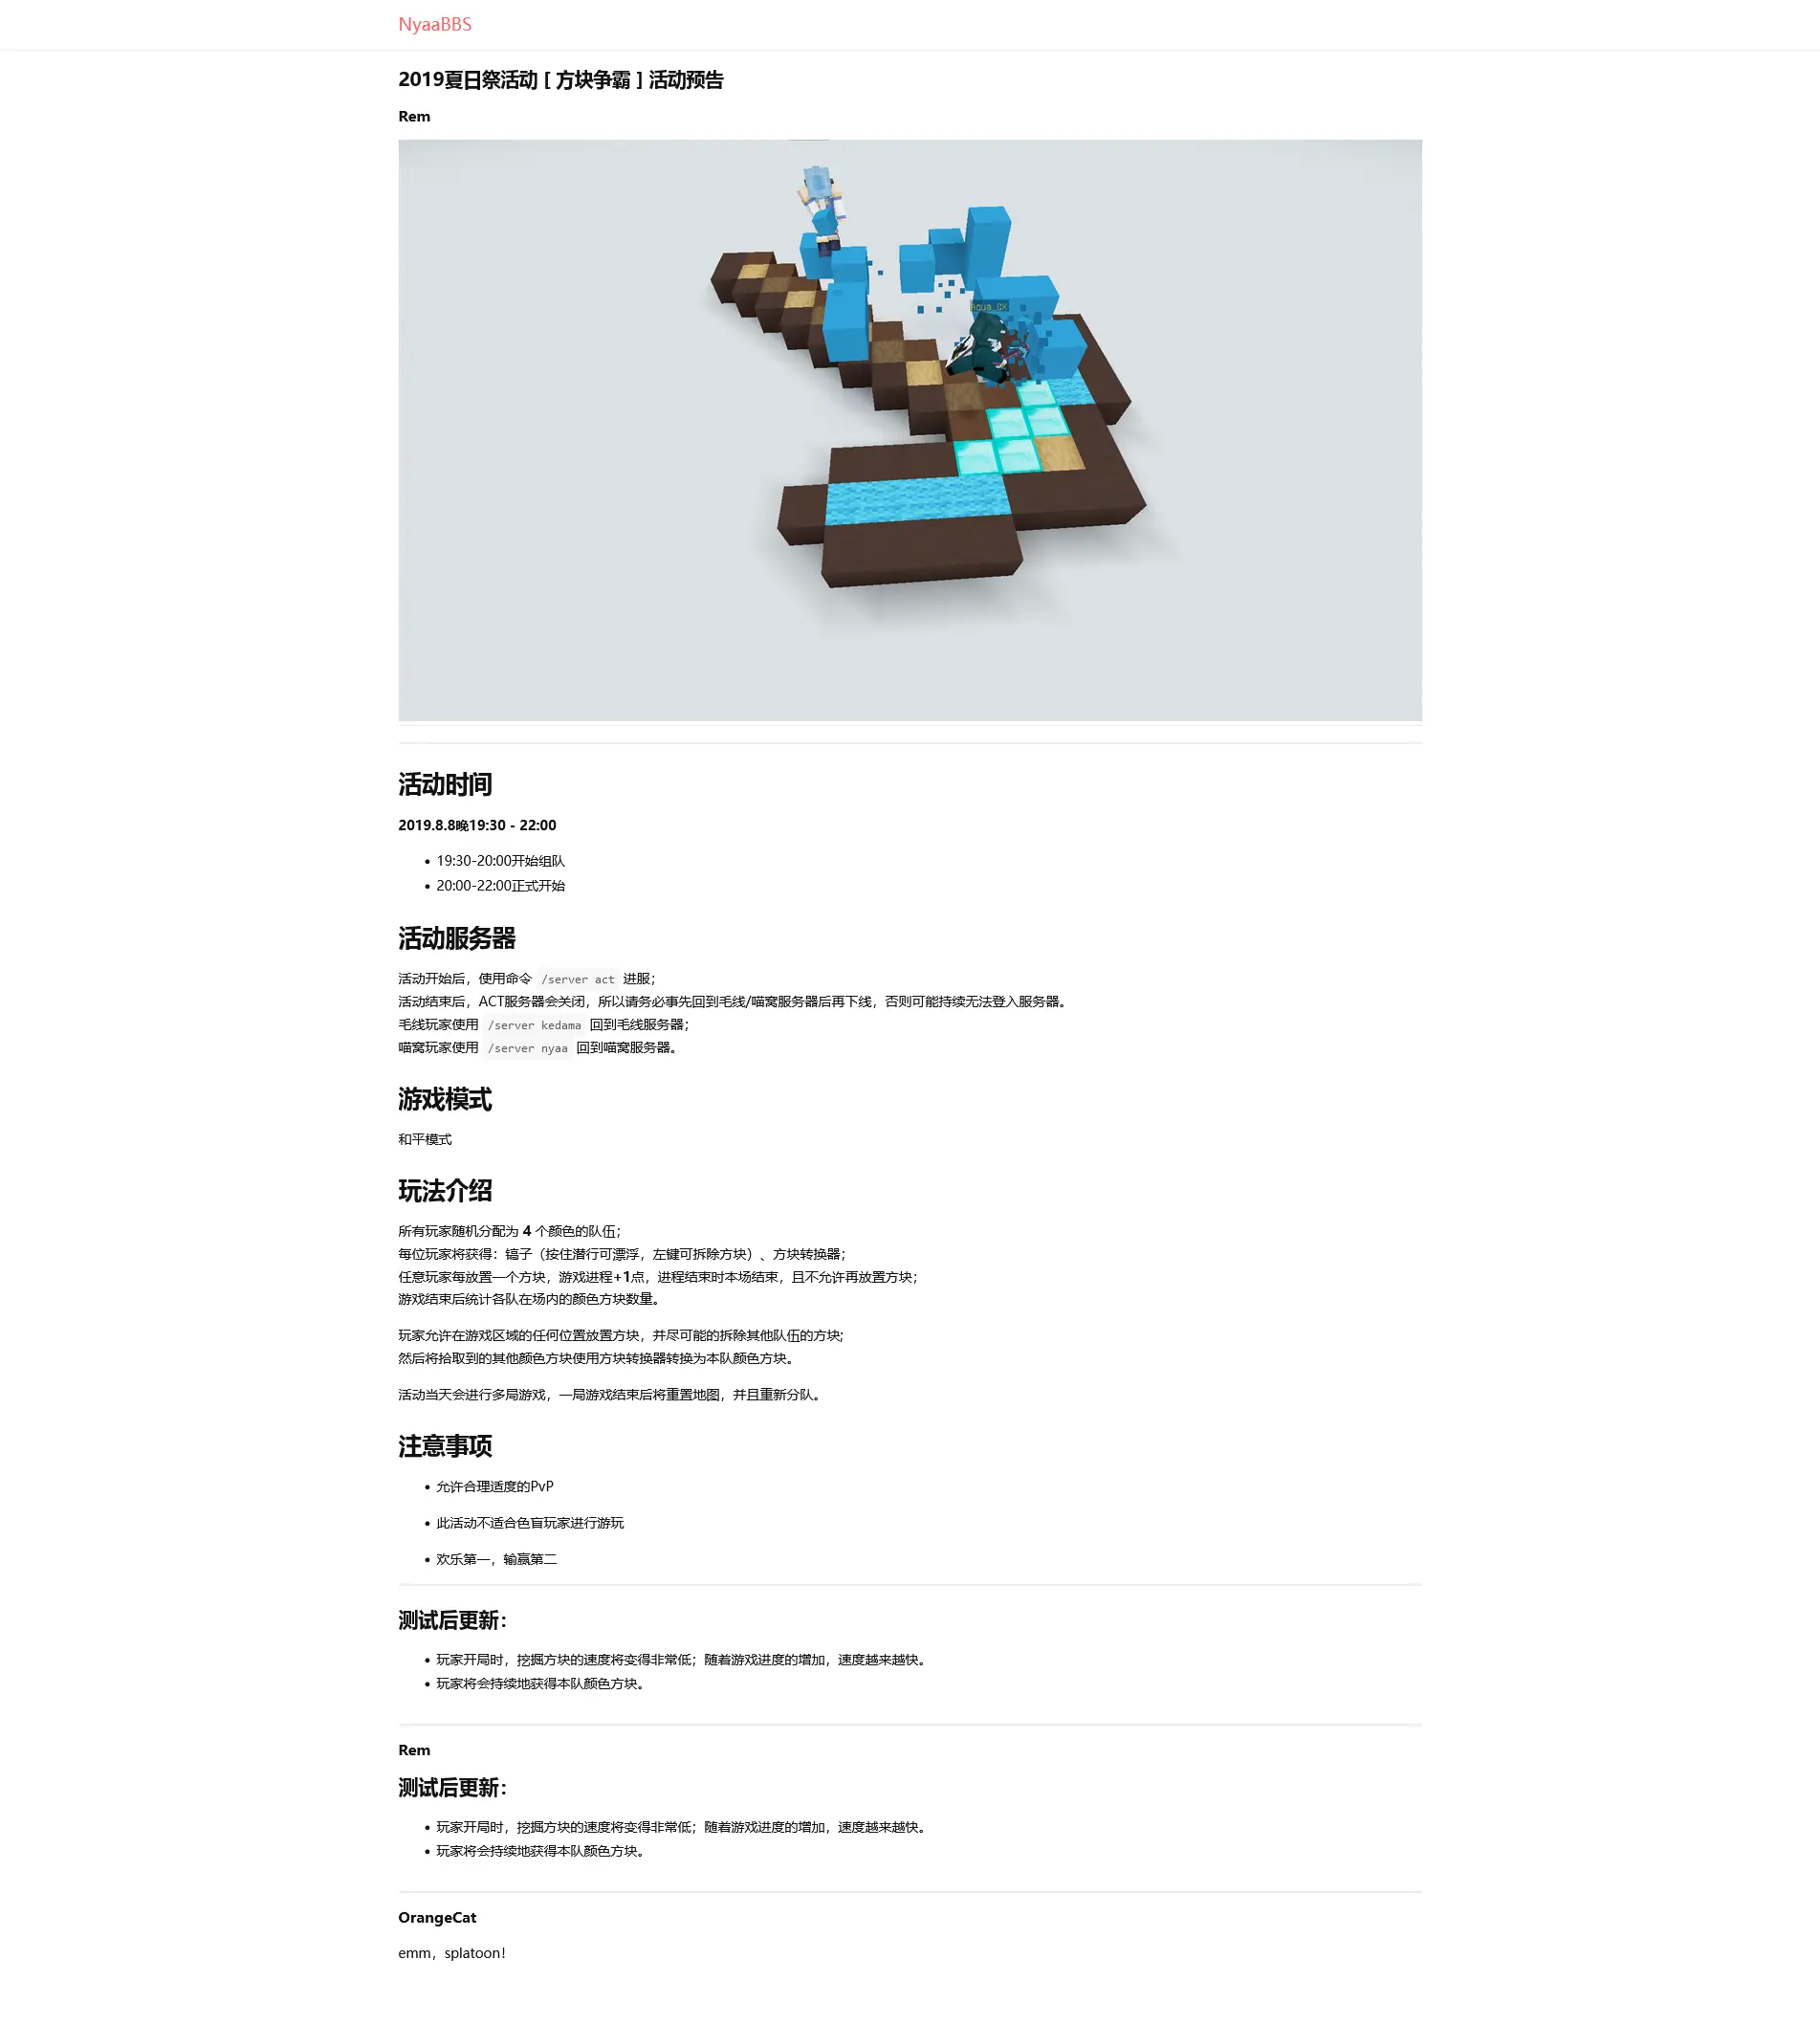 NyaaBBS
2019夏日祭活动 [ 方块争霸 ] 活动预告
Rem
aqua_CX
活动时间
2019.8.8晚19:30 - 22:00
• 19:30-20:00开始组队
• 20:00-22:00正式开始
活动服务器
活动开始后，使用命令 /server act 进服；
活动结束后，ACT服务器会关闭，所以请务必事先回到毛线/喵窝服务器后再下线，否则可能持续无法登入服务器。
毛线玩家使用 /server kedama 回到毛线服务器；
喵窝玩家使用 /server nyaa 回到喵窝服务器。
游戏模式
和平模式
玩法介绍
所有玩家随机分配为 4 个颜色的队伍；
每位玩家将获得：镐子（按住潜行可漂浮，左键可拆除方块）、方块转换器；
任意玩家每放置一个方块，游戏进程+1点，进程结束时本场结束，且不允许再放置方块；
游戏结束后统计各队在场内的颜色方块数量。
玩家允许在游戏区域的任何位置放置方块，并尽可能的拆除其他队伍的方块;
然后将拾取到的其他颜色方块使用方块转换器转换为本队颜色方块。
活动当天会进行多局游戏，一局游戏结束后将重置地图，并且重新分队。
注意事项
• 允许合理适度的PvP
• 此活动不适合色盲玩家进行游玩
• 欢乐第一，输赢第二
测试后更新：
• 玩家开局时，挖掘方块的速度将变得非常低；随着游戏进度的增加，速度越来越快。
• 玩家将会持续地获得本队颜色方块。
Rem
测试后更新：
• 玩家开局时，挖掘方块的速度将变得非常低；随着游戏进度的增加，速度越来越快。
• 玩家将会持续地获得本队颜色方块。
OrangeCat
emm，splatoon！